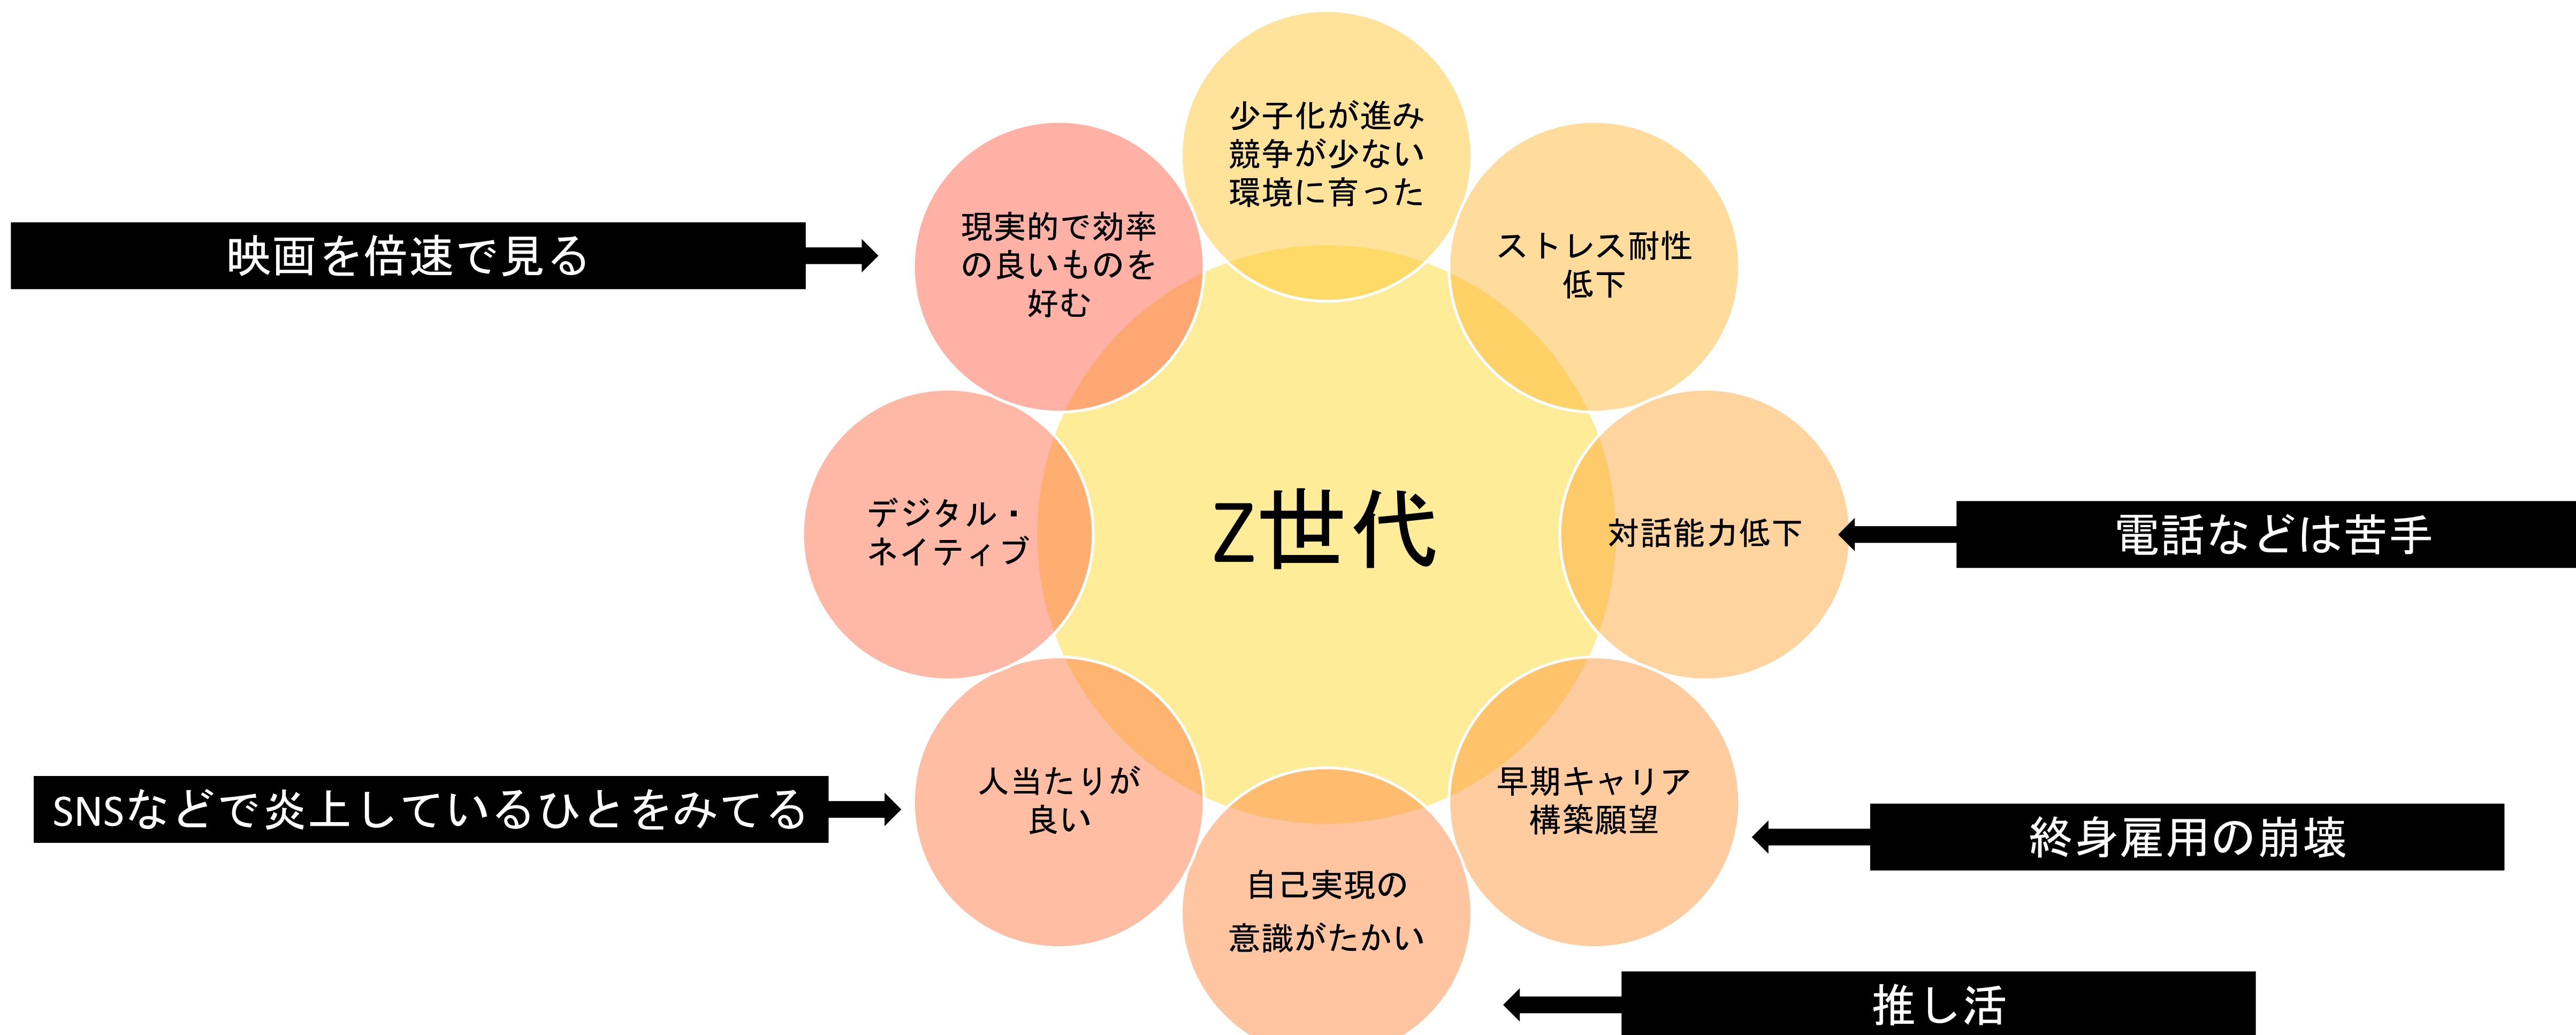 少子化が進み
競争が少ない
環境に育った
ストレス耐性
低下
対話能力低下
電話などは苦手
早期キャリア
構築願望
終身雇用の崩壊
自己実現の
意識がたかい
推し活
人当たりが
良い
SNSなどで炎上しているひとをみてる
デジタル・
ネイティブ
現実的で効率
の良いものを
好む
映画を倍速で見る
Z世代